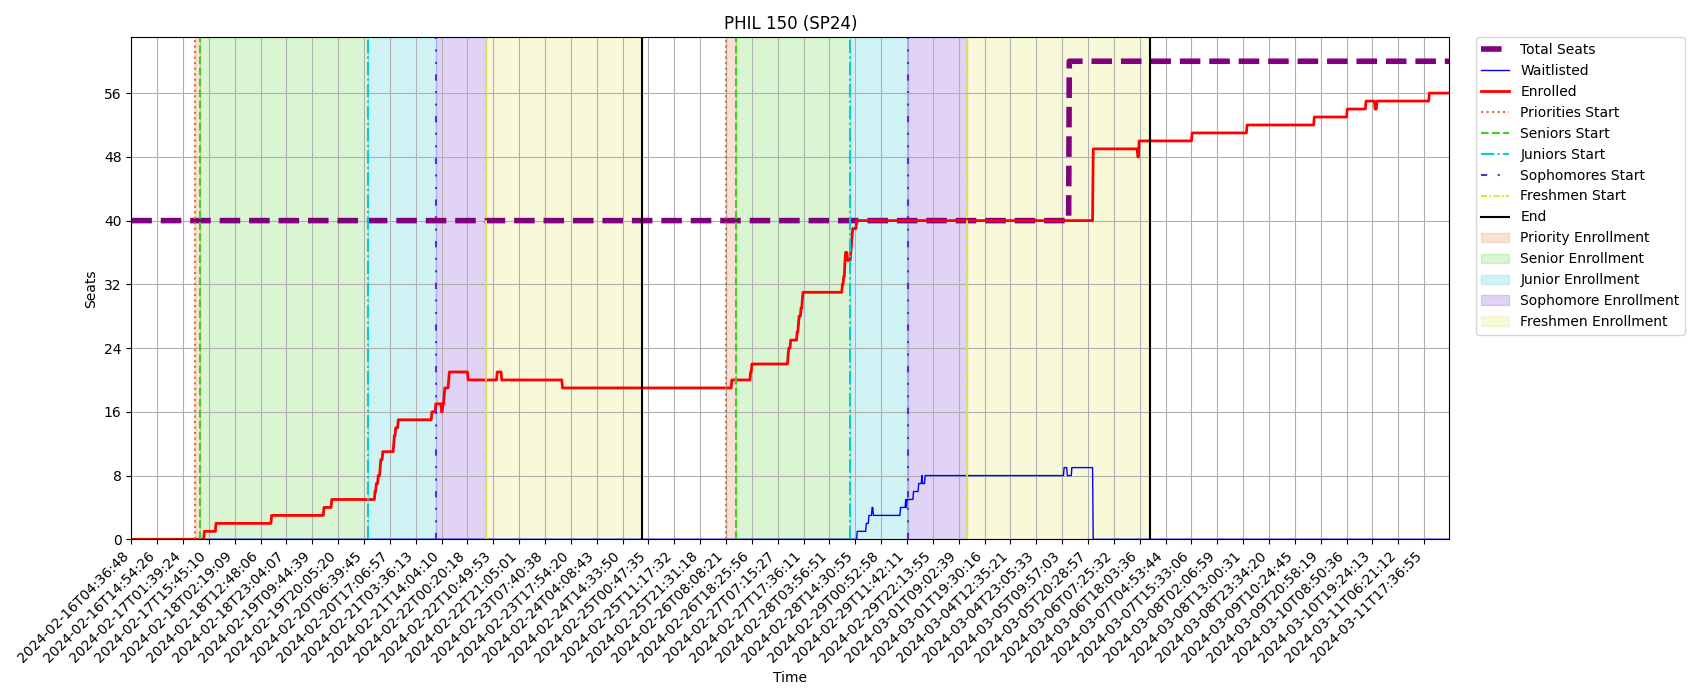 PHIL 150 (SP24)
Total Seats
Waitlisted
Enrolled
Priorities Start
Seniors Start
Juniors Start
Sophomores Start
Freshmen Start
End
Priority Enrollment
Senior Enrollment
Junior Enrollment
Sophomore Enrollment
Freshmen Enrollment
Seats
56
48
40
32
24
16
8
0
2024-02-16T04:36:48
2024-02-16T14:54:26
2024-02-17T01:39:24
2024-02-17T15:45:10
2024-02-18T02:19:09
2024-02-18T12:48:06
2024-02-18T23:04:07
2024-02-19T09:44:39
2024-02-19T20:05:20
2024-02-20T06:39:45
2024-02-20T17:06:57
2024-02-21T03:36:13
2024-02-21T14:04:10
2024-02-22T00:20:18
2024-02-22T10:49:53
2024-02-22T21:05:01
2024-02-23T07:40:38
2024-02-23T17:54:20
2024-02-24T04:08:43
2024-02-24T14:33:50
2024-02-25T00:47:35
2024-02-25T11:17:32
2024-02-25T21:31:18
2024-02-26T08:08:21
2024-02-26T18:25:56
2024-02-27T07:15:27
2024-02-27T17:36:11
2024-02-28T03:56:51
2024-02-28T14:30:55
2024-02-29T00:52:58
2024-02-29T11:42:11
2024-02-29T22:13:55
2024-03-01T09:02:39
2024-03-01T19:30:16
2024-03-04T12:35:21
2024-03-04T23:05:33
2024-03-05T09:57:03
2024-03-05T20:28:57
2024-03-06T07:25:32
2024-03-06T18:03:36
2024-03-07T04:53:44
2024-03-07T15:33:06
2024-03-08T02:06:59
2024-03-08T13:00:31
2024-03-08T23:34:20
2024-03-09T10:24:45
2024-03-09T20:58:19
2024-03-10T08:50:36
2024-03-10T19:24:13
2024-03-11T06:21:12
2024-03-11T17:36:55
Time